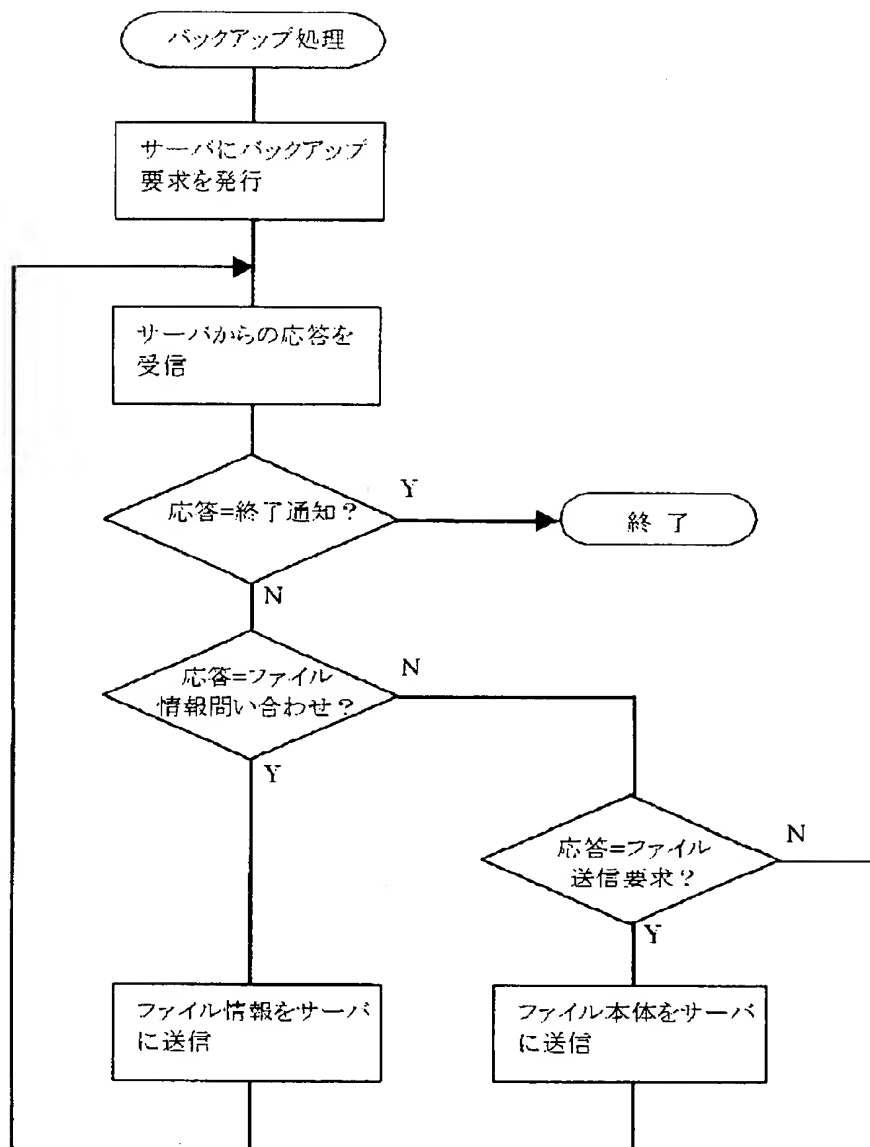 バックアップ処理
サーバにバックアップ
要求を発行
サーバからの応答を
受信
応答=終了通知?
Y
終 了
N
応答=ファイル
情報問い合わせ?
N
Y
応答=ファイル
送信要求?
N
Y
ファイル情報をサーバ
に送信
ファイル本体をサーバ
に送信